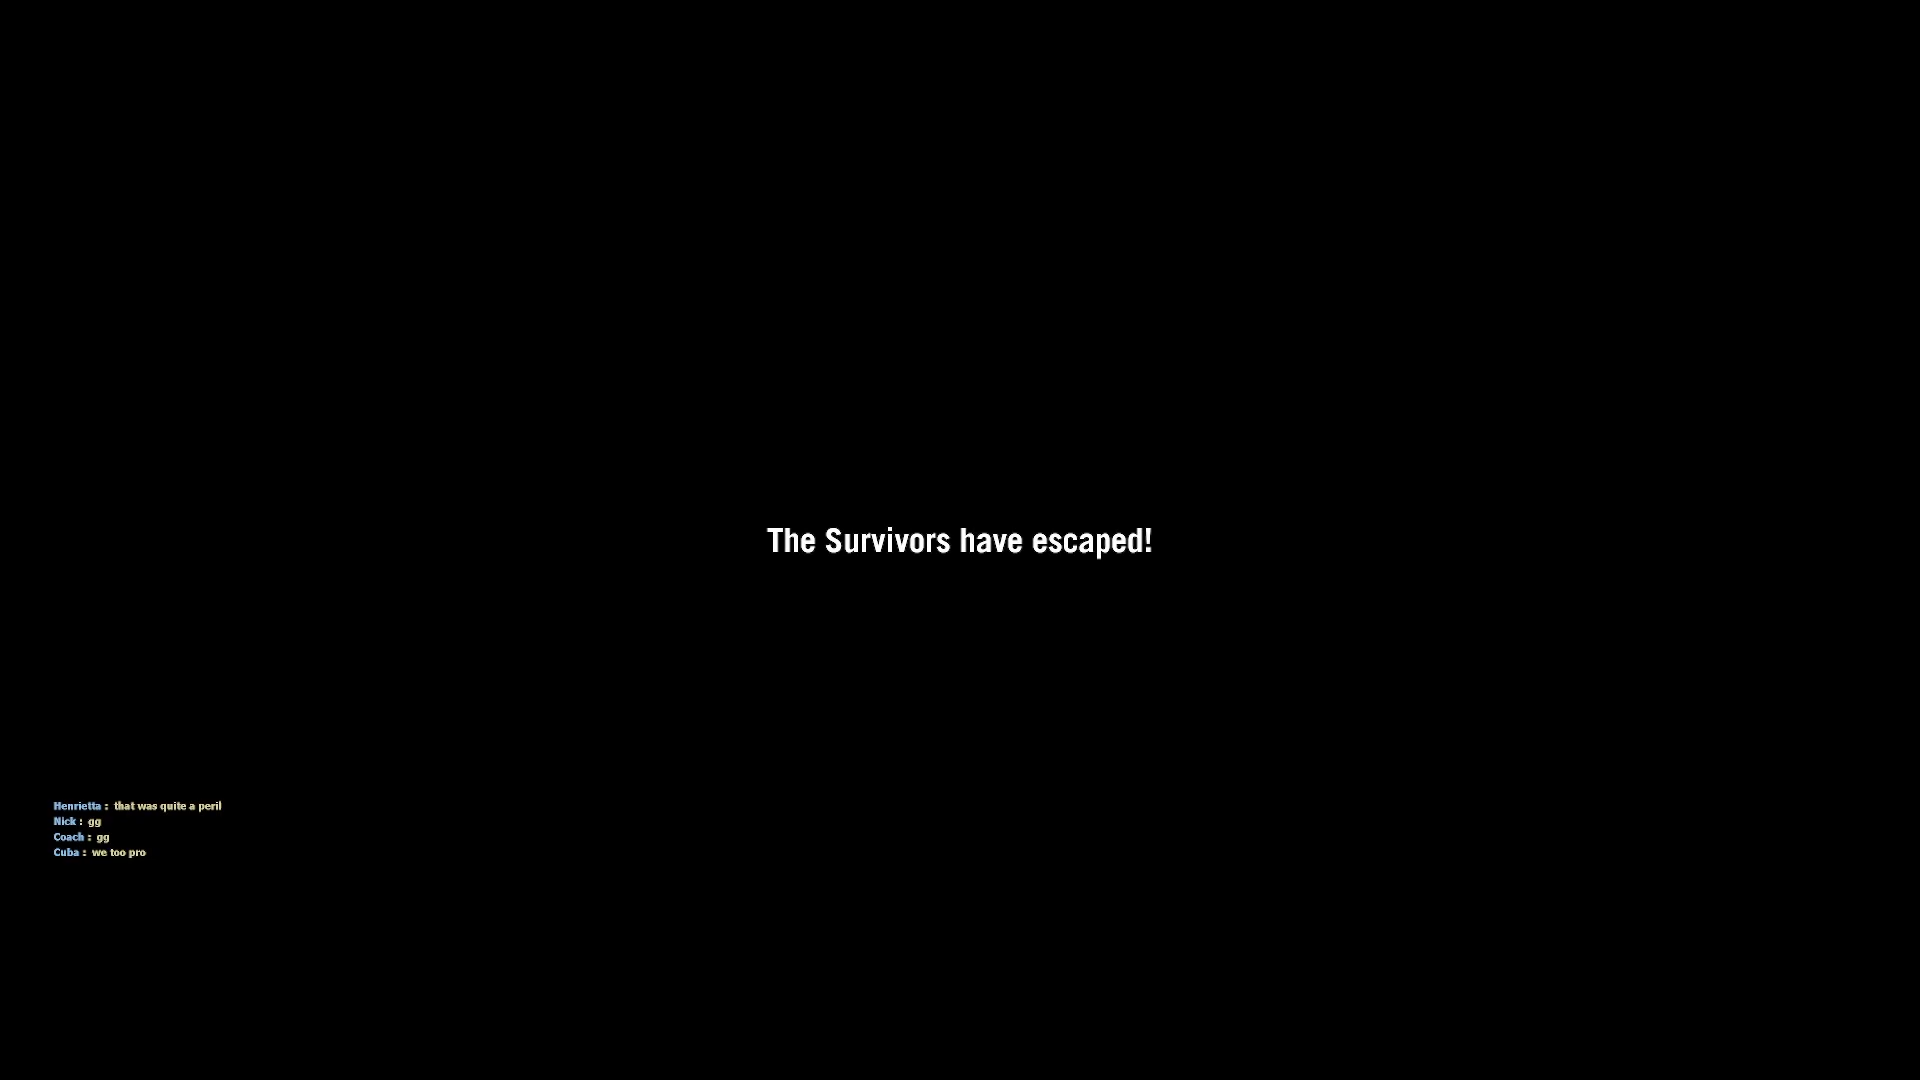 The Survivors have escaped!
Henrietta : that was quite a peril
Nick : gg
Coach : gg
Cuba : we too pro